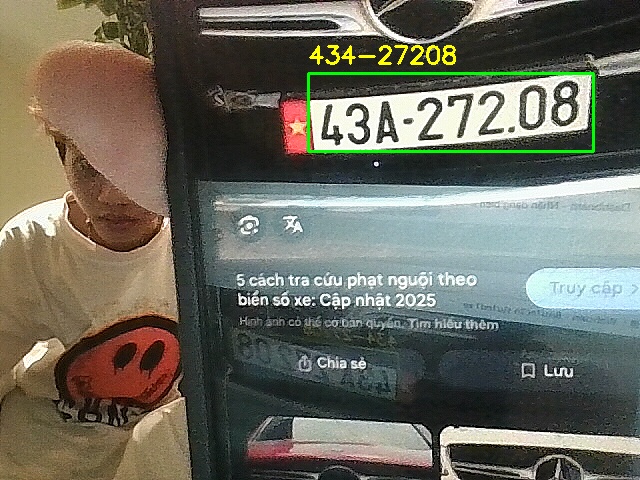 434-27208
43A-272.08
5 cách tra cứu phạt nguội theo
biển số xe: Cập nhật 2025
Truy cập >
Hình ảnh có thể có bản quyền. Tìm hiểu thêm
Chia sẻ
Lưu